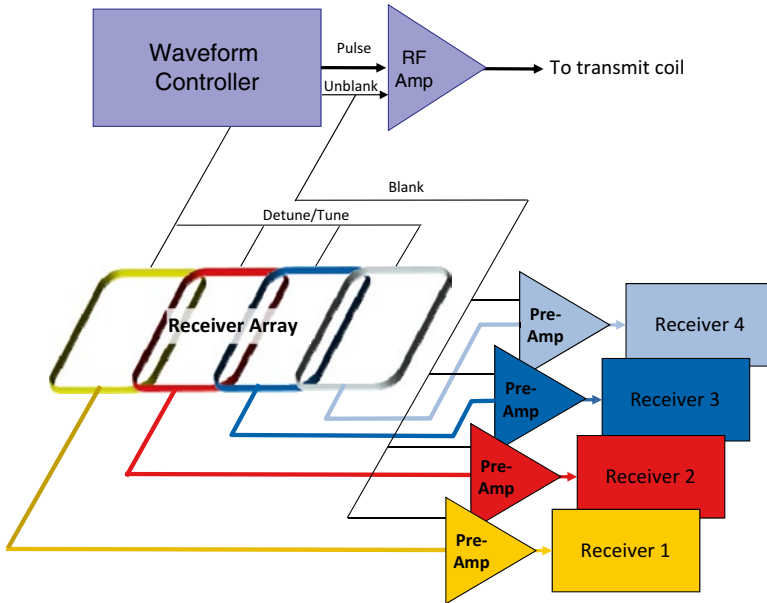 Waveform
Controller
Pulse
Unblank
RF
Amp
To transmit coil
Blank
Detune/Tune
Receiver Array
Pre-
Amp
Receiver 4
Pre-
Amp
Receiver 3
Pre-
Amp
Receiver 2
Pre-
Amp
Receiver 1